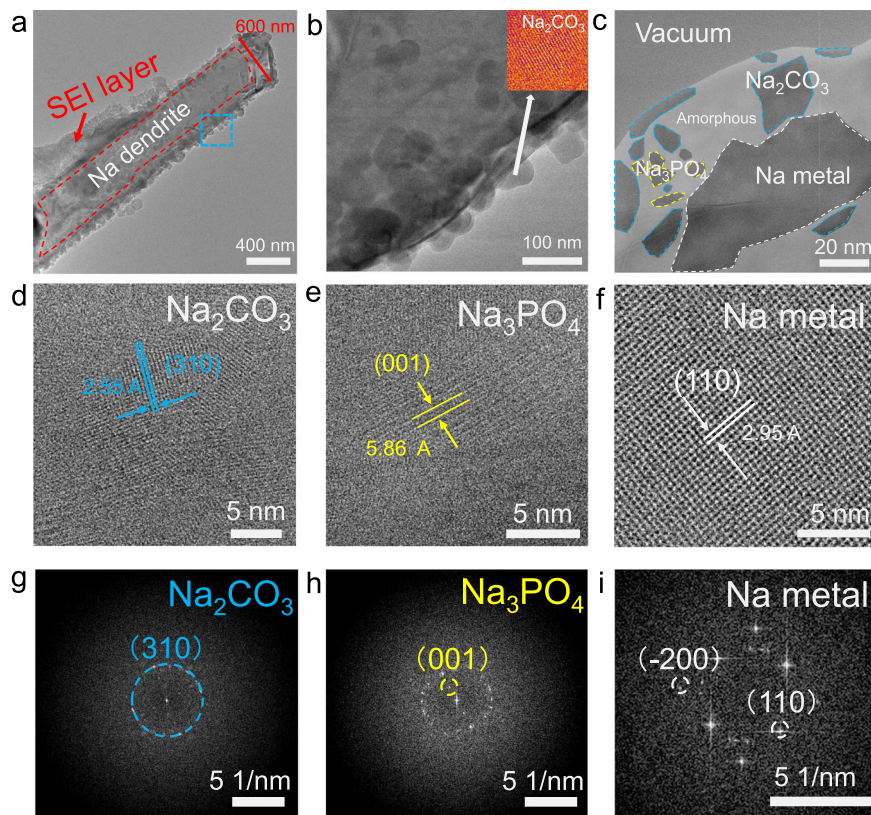 a
600 nm
SEI layer
Na dendrite
400 nm
b
Na₂CO₃
100 nm
c
Vacuum
Na₂CO₃
Amorphous
Na₃PO₄
Na metal
20 nm
d
Na₂CO₃
(310)
2.55 A
5 nm
e
Na₃PO₄
(001)
5.86 A
5 nm
f
Na metal
(110)
2.95 A
5 nm
g
Na₂CO₃
(310)
5 1/nm
h
Na₃PO₄
(001)
5 1/nm
i
Na metal
(-200)
(110)
5 1/nm